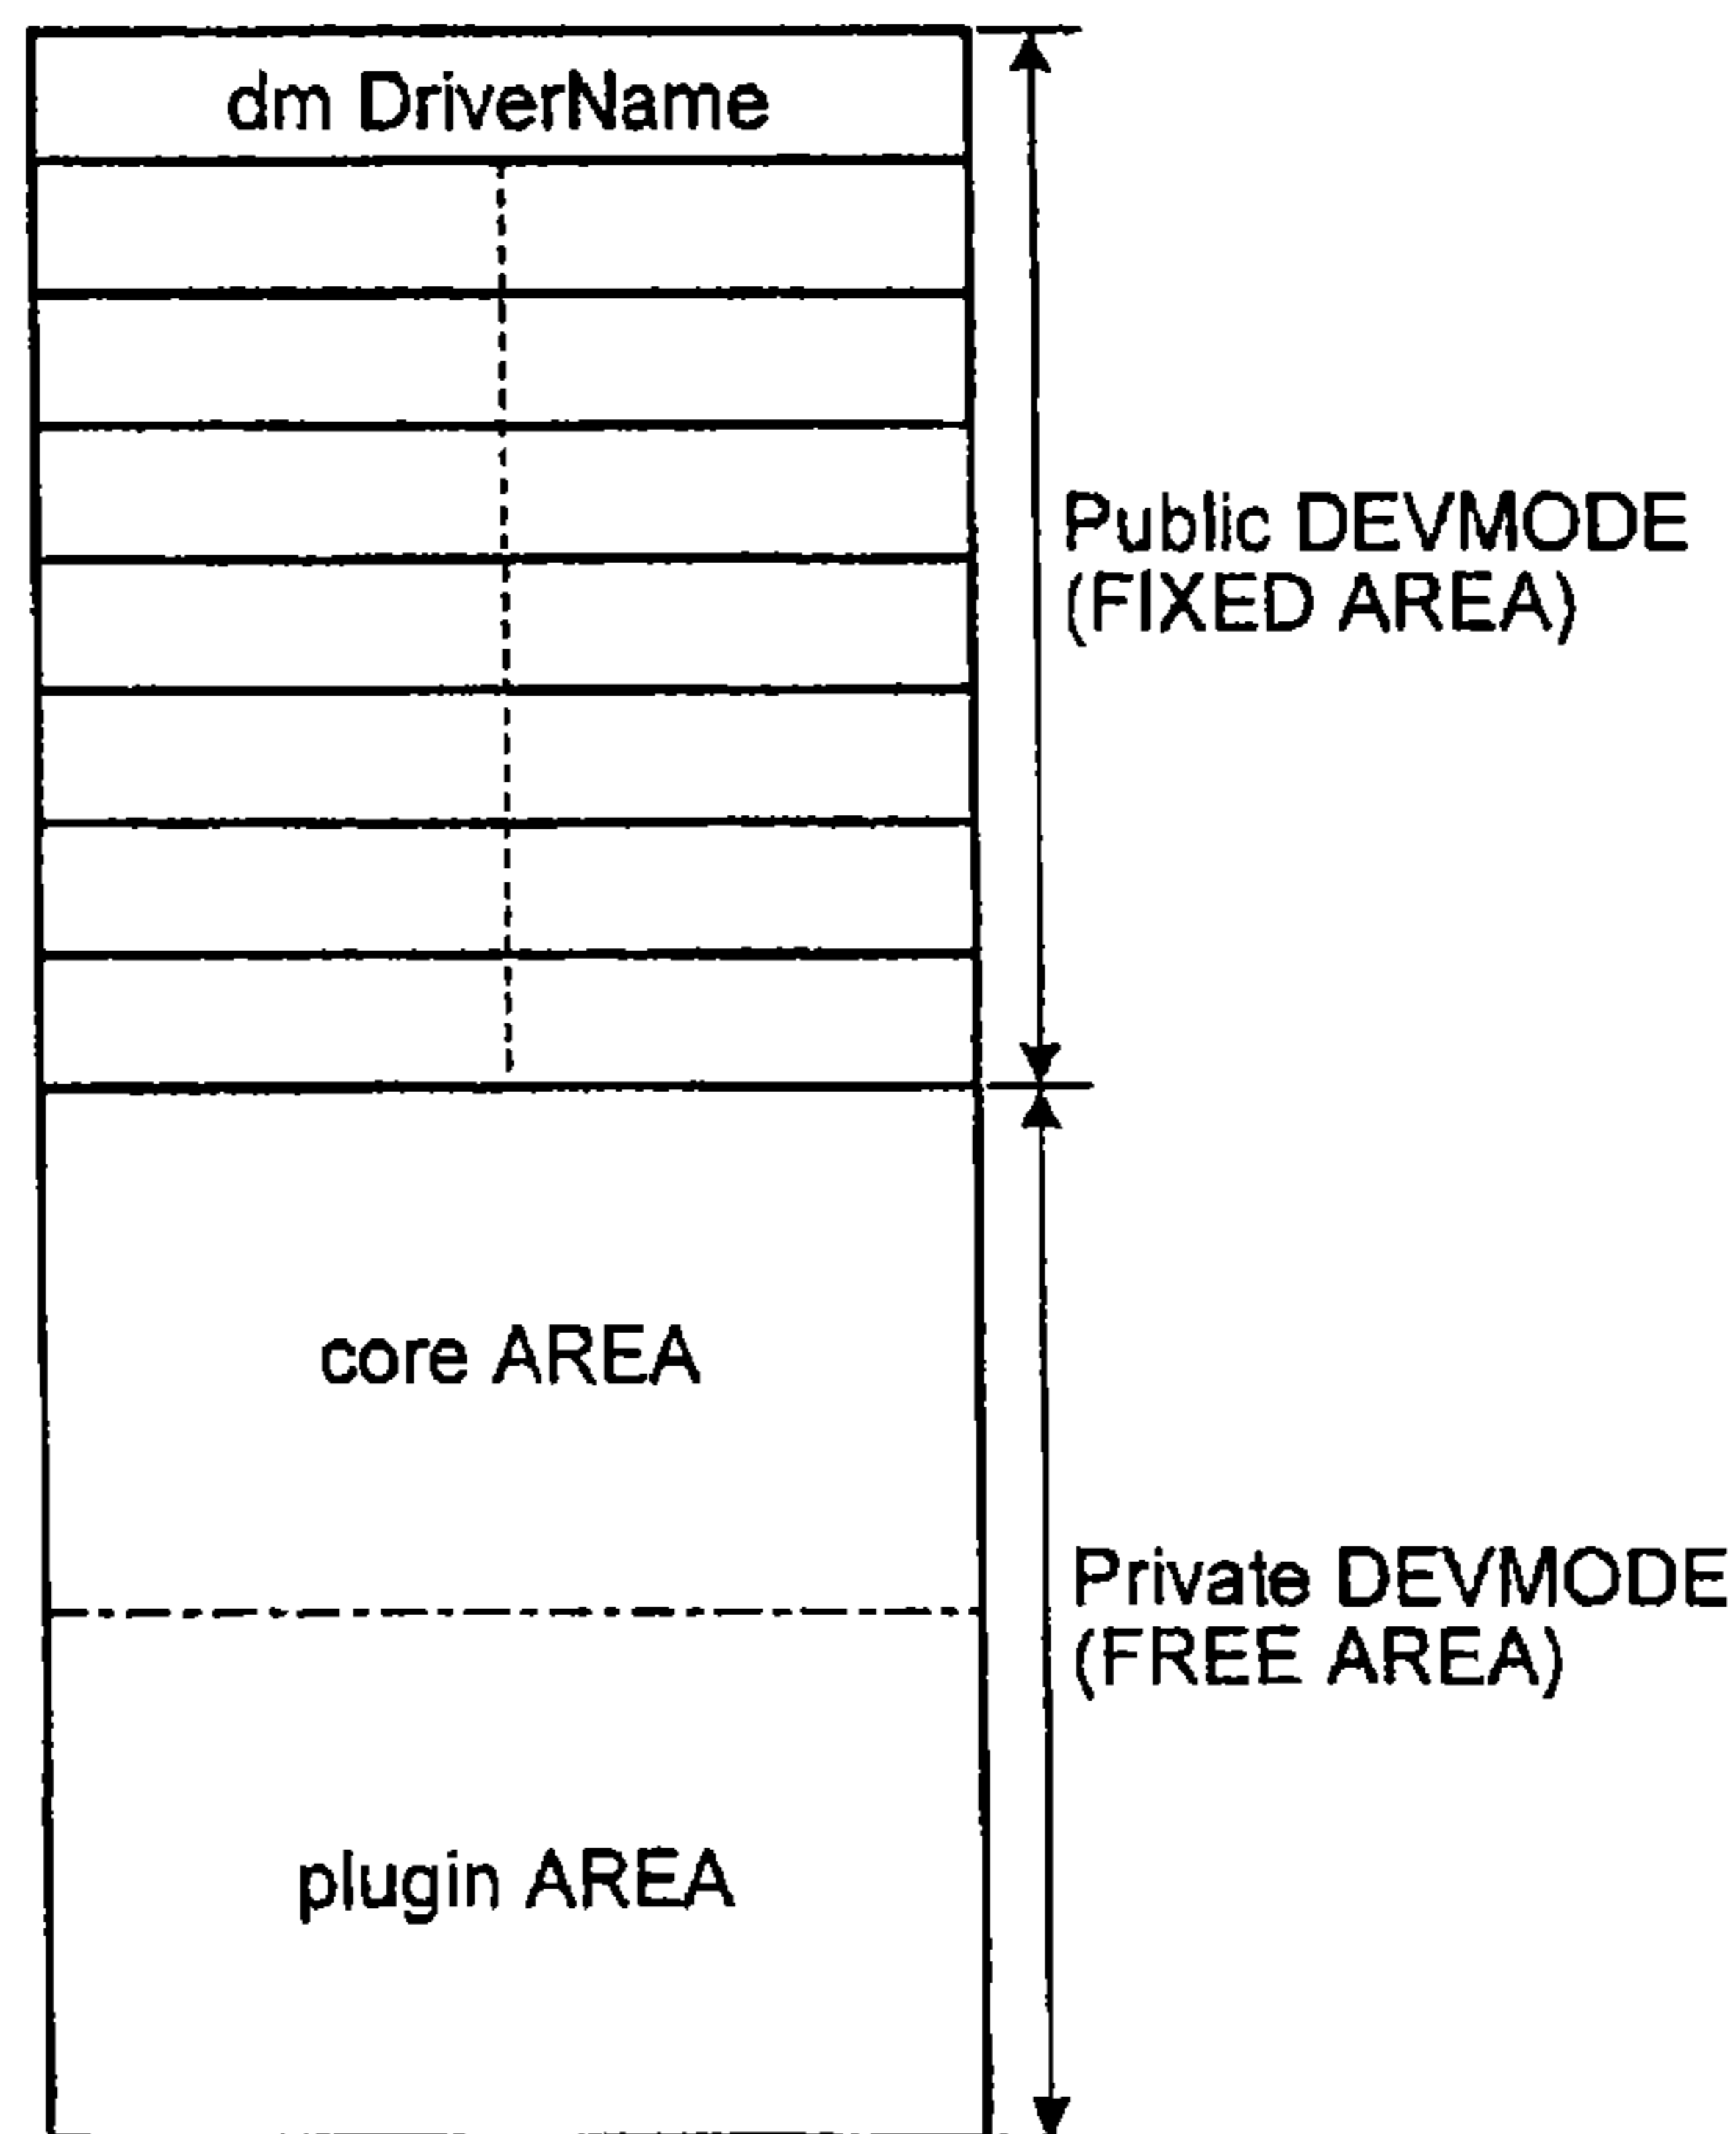 dm DriverName
Public DEVMODE
(FIXED AREA)
core AREA
Private DEVMODE
(FREE AREA)
plugin AREA